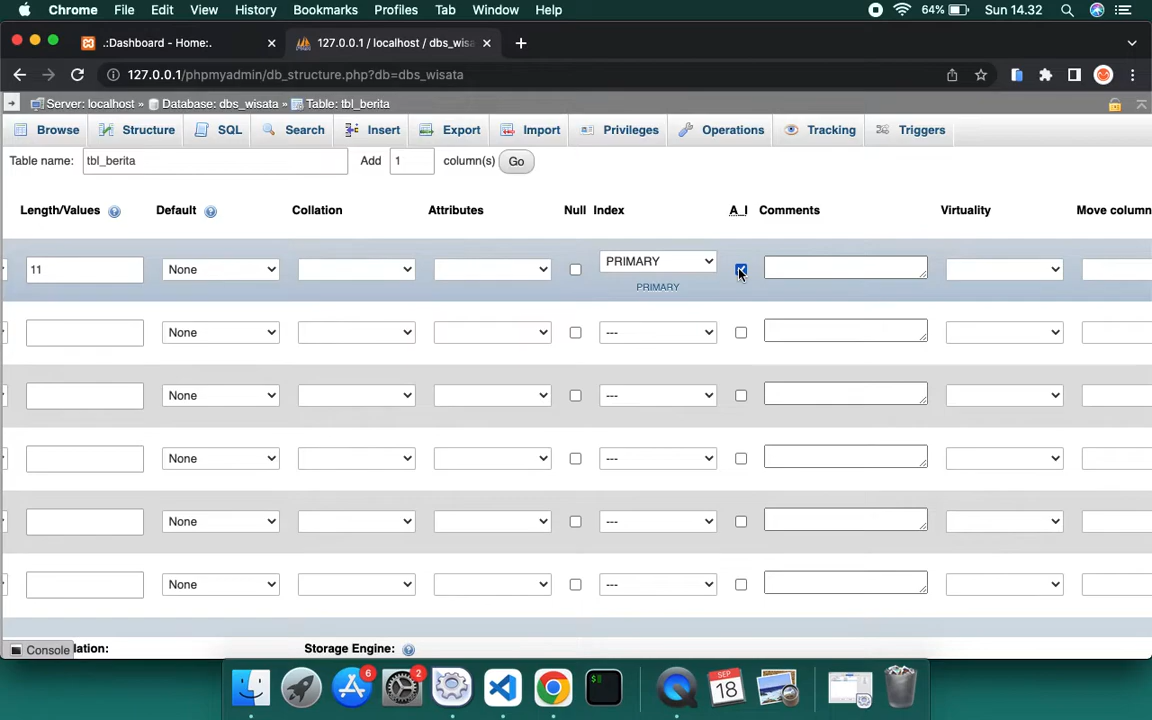 Chrome File Edit View History Bookmarks Profiles Tab Window Help 64% Sun 14.32
.:Dashboard - Home:. 127.0.0.1 / localhost / dbs_wisa
127.0.0.1/phpmyadmin/db_structure.php?db=dbs_wisata
Server: localhost » Database: dbs_wisata » Table: tbl_berita
Browse Structure SQL Search Insert Export Import Privileges Operations Tracking Triggers
Table name: tbl_berita Add 1 column(s) Go
Length/Values Default Collation Attributes Null Index A_I Comments Virtuality Move column
11 None PRIMARY
PRIMARY
None ---
None ---
None ---
None ---
None ---
Console lation: Storage Engine:
6 2
SEP
18